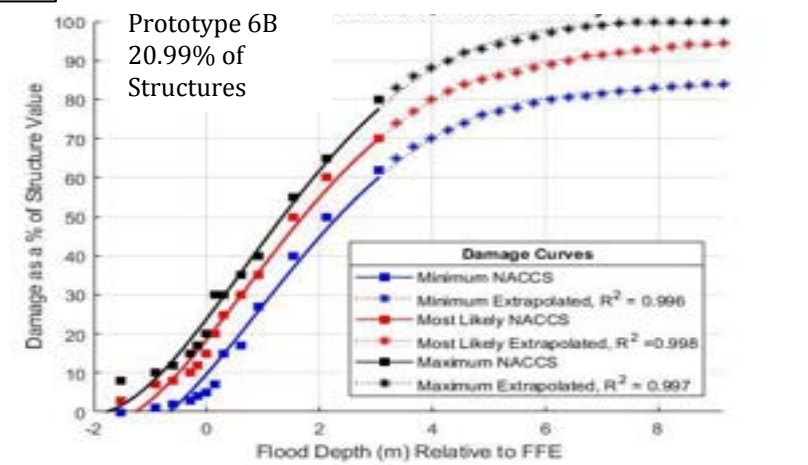 Prototype 6B
20.99% of
Structures
100
90
80
70
60
50
40
30
20
10
0
Damage as a % of Structure Value
-2 0 2 4 6 8
Flood Depth (m) Relative to FFE
Damage Curves
Minimum NACCS
Minimum Extrapolated, R² = 0.996
Most Likely NACCS
Most Likely Extrapolated, R² =0.998
Maximum NACCS
Maximum Extrapolated, R² = 0.997